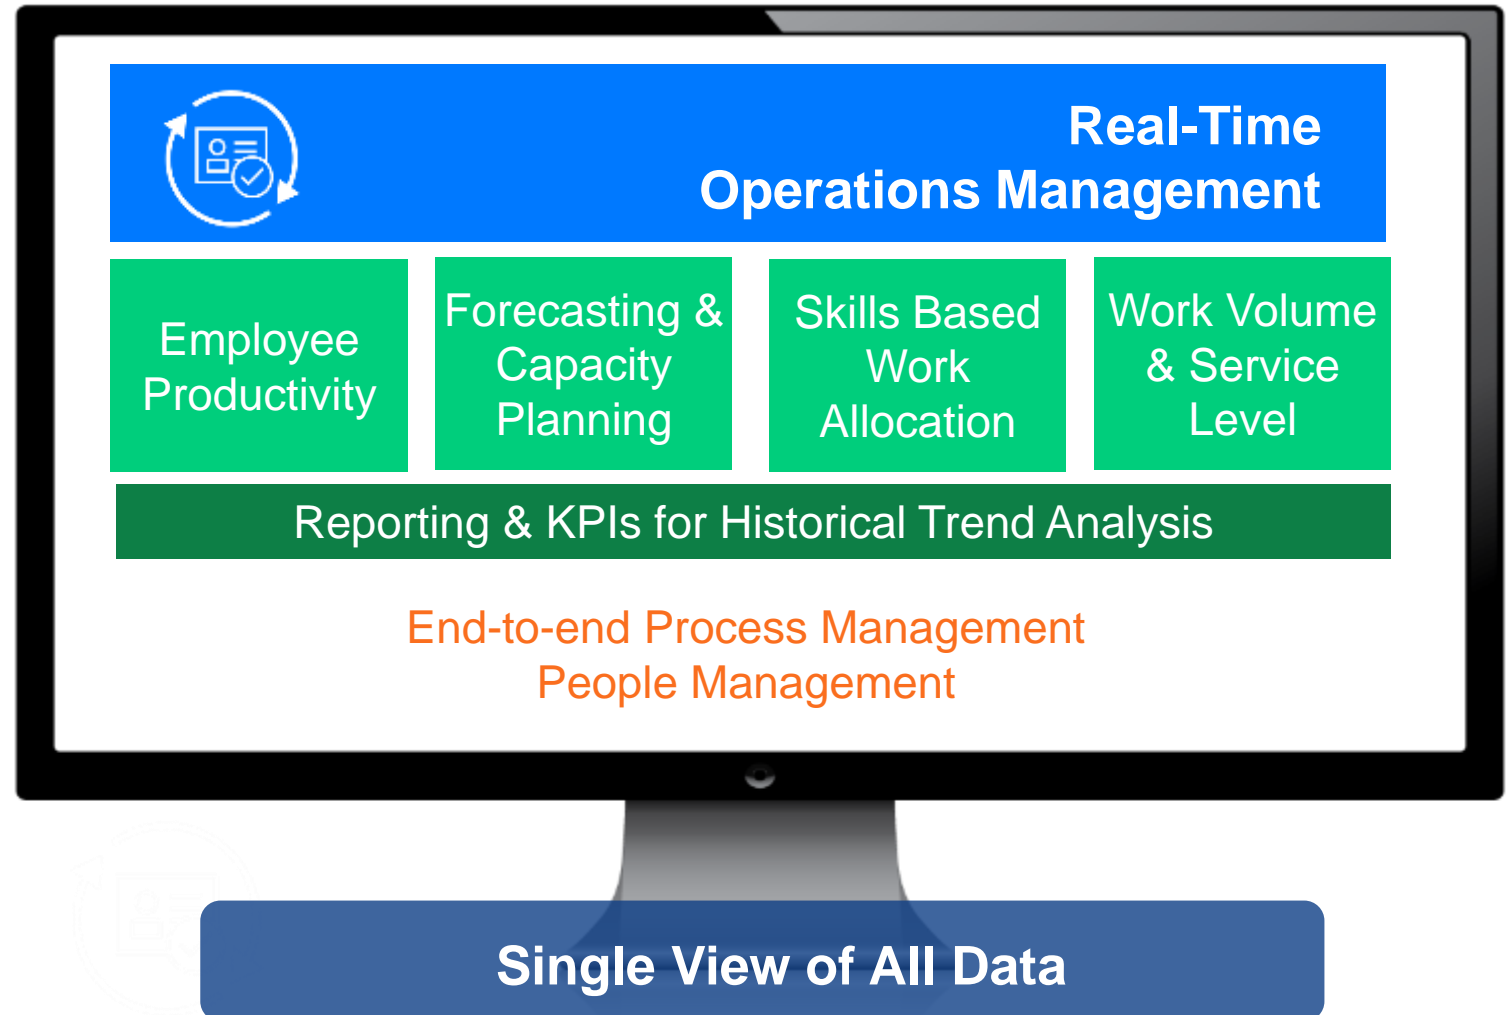 Real-Time
Operations Management
Employee
Productivity
Forecasting &
Capacity
Planning
Skills Based
Work
Allocation
Work Volume
& Service
Level
Reporting & KPIs for Historical Trend Analysis
End-to-end Process Management
People Management
Single View of All Data